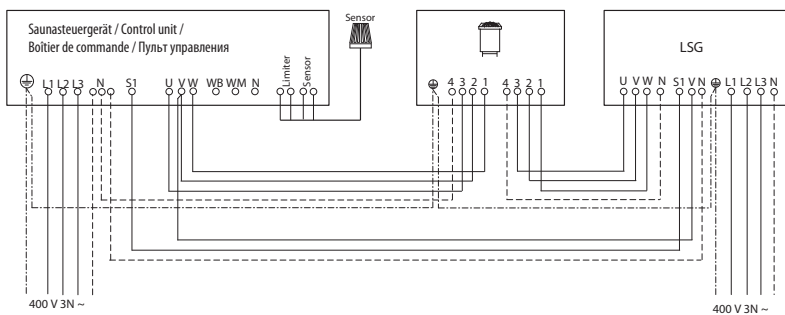 Saunasteuergerät / Control unit /
Boîtier de commande / Пульт управления
Sensor
LSG
L1 L2 L3 N S1 U V W WB WM N
Limiter
Sensor
4 3 2 1 4 3 2 1
U V W N S1 V N L1 L2 L3 N
400 V 3N ~
400 V 3N ~